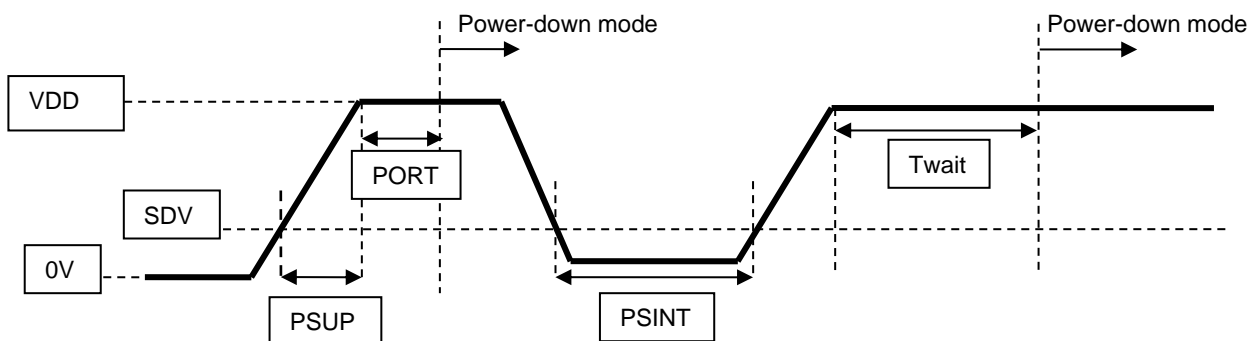 Power-down mode
Power-down mode
VDD
PORT
Twait
SDV
0V
PSUP
PSINT